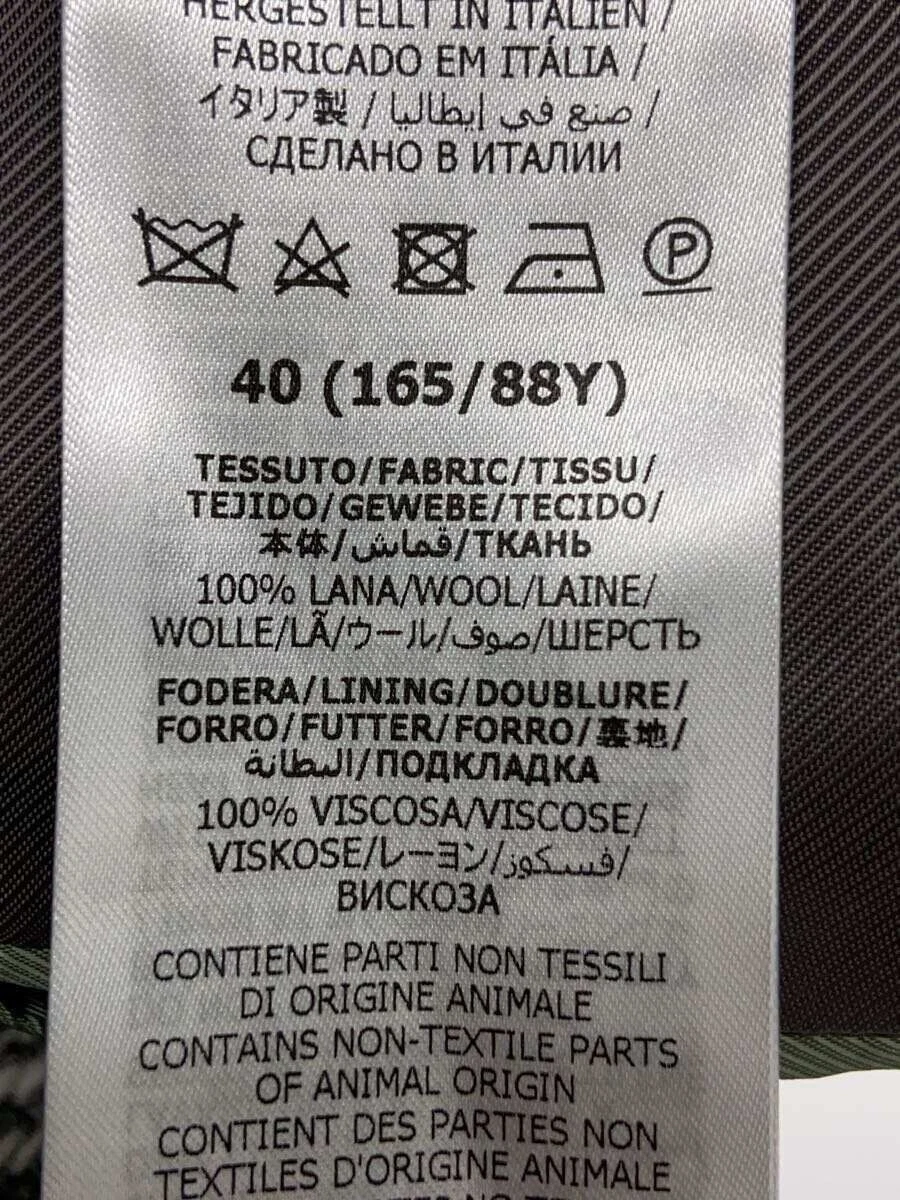 HERGESTELLT IN ITALIEN /
FABRICADO EM ITÁLIA /
イタリア製 / صنع في إيطاليا /
СДЕЛАНО В ИТАЛИИ
P
40 (165/88Y)
TESSUTO/FABRIC/TISSU/
TEJIDO/GEWEBE/TECIDO/
本体/قماش/ТКАНЬ
100% LANA/WOOL/LAINE/
WOLLE/LÃ/ウール/صوف/ШЕРСТЬ
FODERA/LINING/DOUBLURE/
FORRO/FUTTER/FORRO/裏地/
البطانة/ПОДКЛАДКА
100% VISCOSA/VISCOSE/
VISKOSE/レーヨン/فسكوز/
ВИСКОЗА
CONTIENE PARTI NON TESSILI
DI ORIGINE ANIMALE
CONTAINS NON-TEXTILE PARTS
OF ANIMAL ORIGIN
CONTIENT DES PARTIES NON
TEXTILES D'ORIGINE ANIMALE